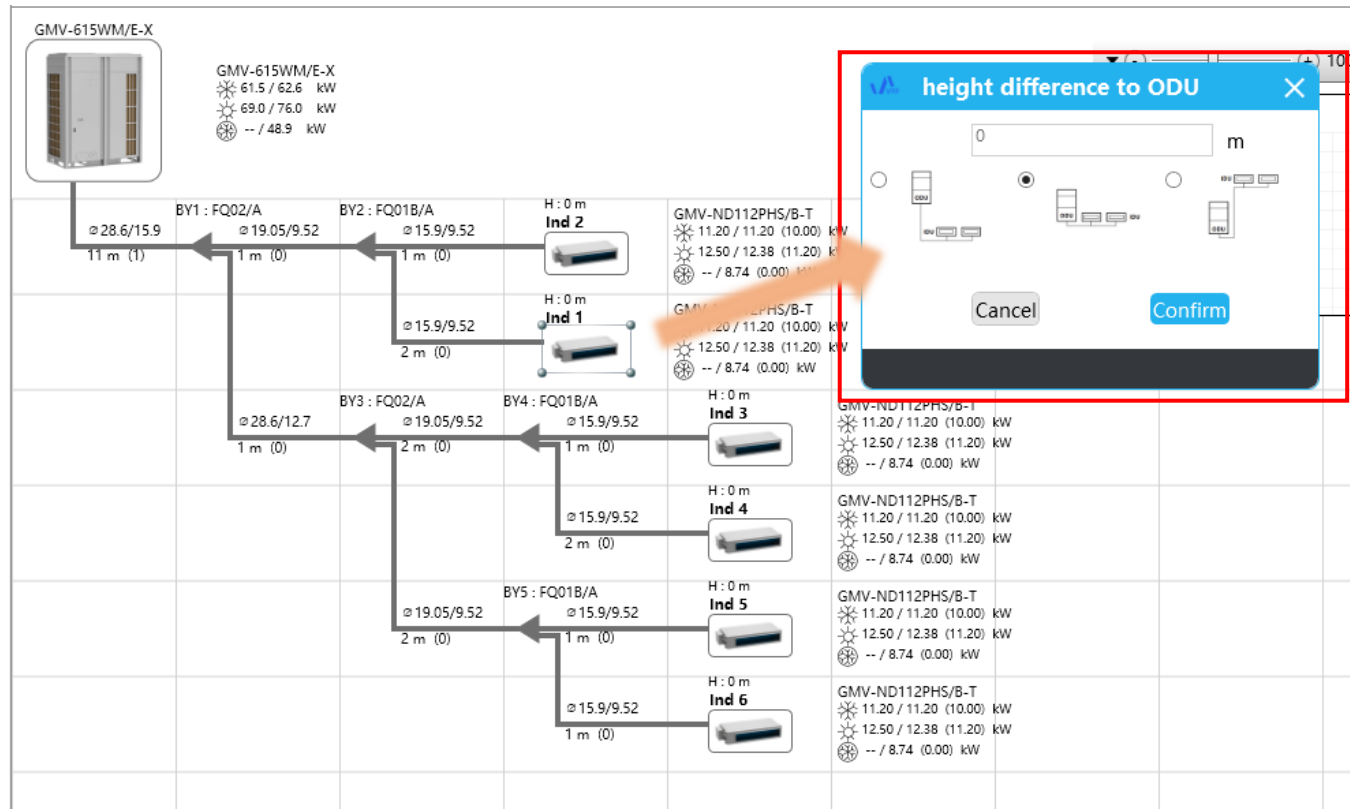 GMV-615WM/E-X
GMV-615WM/E-X
61.5 / 62.6 kW
69.0 / 76.0 kW
-- / 48.9 kW
height difference to ODU
0
m
ODU
IDU
ODU
IDU
IDU
ODU
Cancel
Confirm
100
BY1 : FQ02/A
BY2 : FQ01B/A
H : 0 m
Ind 2
⌀28.6/15.9
11 m (1)
⌀19.05/9.52
1 m (0)
⌀15.9/9.52
1 m (0)
GMV-ND112PHS/B-T
11.20 / 11.20 (10.00) kW
12.50 / 12.38 (11.20)
-- / 8.74 (0.00)
H : 0 m
Ind 1
⌀15.9/9.52
2 m (0)
11.20 / 11.20 (10.00) kW
12.50 / 12.38 (11.20) kW
-- / 8.74 (0.00) kW
BY3 : FQ02/A
BY4 : FQ01B/A
H : 0 m
Ind 3
⌀28.6/12.7
1 m (0)
⌀19.05/9.52
2 m (0)
⌀15.9/9.52
1 m (0)
GMV-ND112PHS/B-T
11.20 / 11.20 (10.00) kW
12.50 / 12.38 (11.20) kW
-- / 8.74 (0.00) kW
H : 0 m
Ind 4
⌀15.9/9.52
2 m (0)
GMV-ND112PHS/B-T
11.20 / 11.20 (10.00) kW
12.50 / 12.38 (11.20) kW
-- / 8.74 (0.00) kW
BY5 : FQ01B/A
H : 0 m
Ind 5
⌀19.05/9.52
2 m (0)
⌀15.9/9.52
1 m (0)
GMV-ND112PHS/B-T
11.20 / 11.20 (10.00) kW
12.50 / 12.38 (11.20) kW
-- / 8.74 (0.00) kW
H : 0 m
Ind 6
⌀15.9/9.52
1 m (0)
GMV-ND112PHS/B-T
11.20 / 11.20 (10.00) kW
12.50 / 12.38 (11.20) kW
-- / 8.74 (0.00) kW